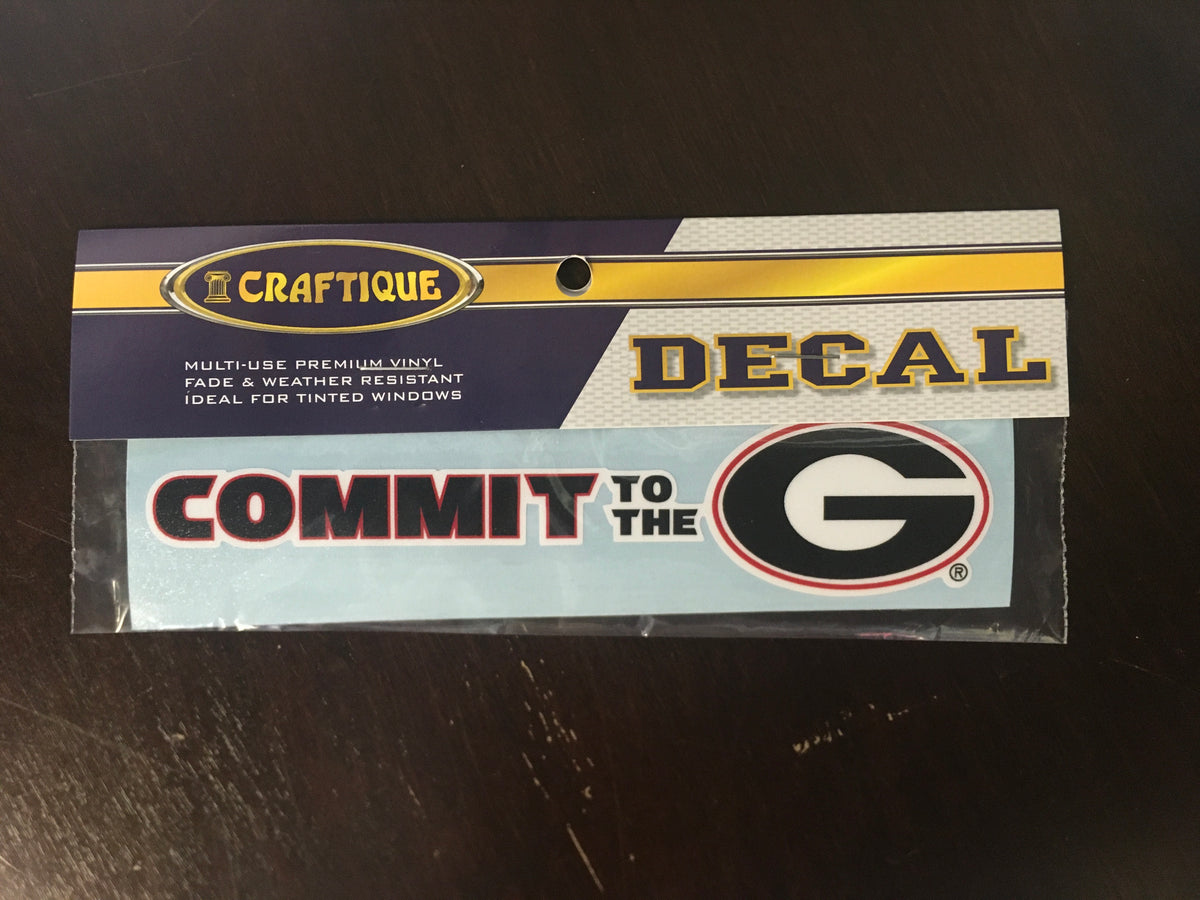 CRAFTIQUE
MULTI-USE PREMIUM VINYL
FADE & WEATHER RESISTANT
IDEAL FOR TINTED WINDOWS
DECAL
COMMIT TO THE G ®